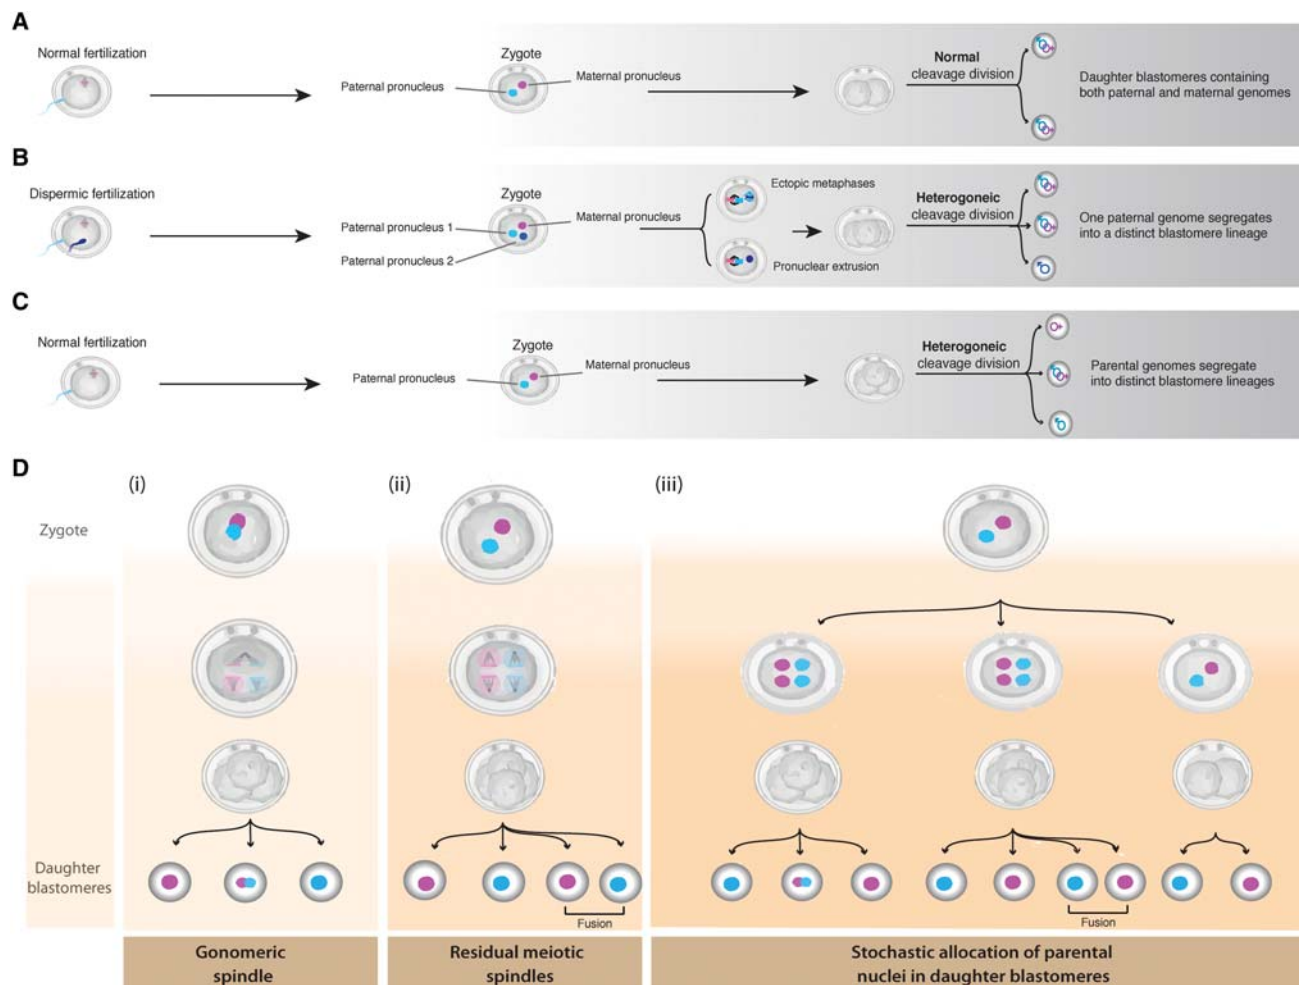 A
Normal fertilization
Zygote
Paternal pronucleus
Maternal pronucleus
Normal
cleavage division
Daughter blastomeres containing
both paternal and maternal genomes
B
Dispermic fertilization
Zygote
Paternal pronucleus 1
Paternal pronucleus 2
Maternal pronucleus
Ectopic metaphases
Pronuclear extrusion
Heterogoneic
cleavage division
One paternal genome segregates
into a distinct blastomere lineage
C
Normal fertilization
Zygote
Paternal pronucleus
Maternal pronucleus
Heterogoneic
cleavage division
Parental genomes segregate
into distinct blastomere lineages
D
(i)
(ii)
(iii)
Zygote
Daughter
blastomeres
Fusion
Fusion
Gonomeric
spindle
Residual meiotic
spindles
Stochastic allocation of parental
nuclei in daughter blastomeres